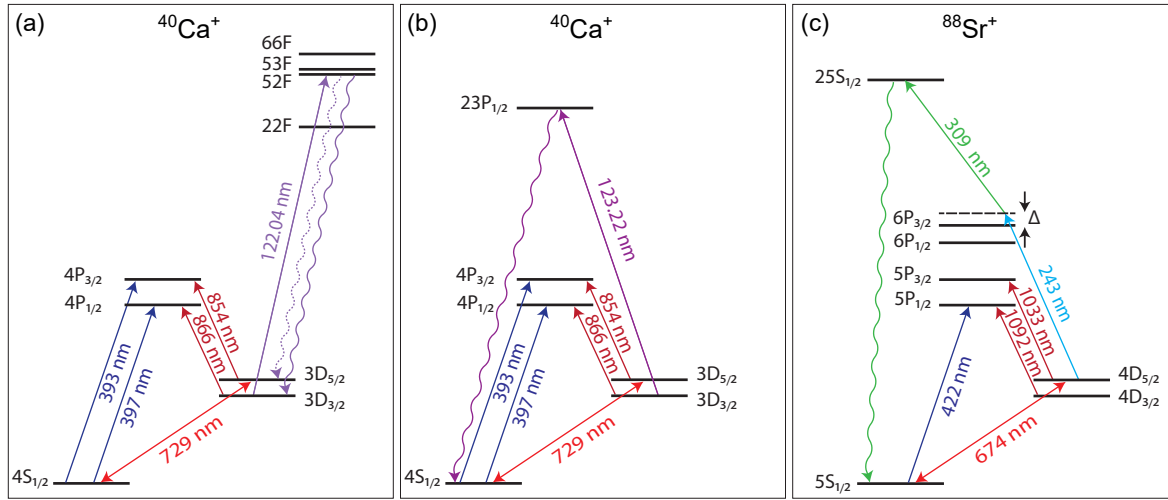 (a)
⁴⁰Ca⁺
66F
53F
52F
22F
122.04 nm
4P₃/₂
4P₁/₂
854 nm
866 nm
393 nm
397 nm
3D₅/₂
3D₃/₂
729 nm
4S₁/₂
(b)
⁴⁰Ca⁺
23P₁/₂
123.22 nm
4P₃/₂
4P₁/₂
854 nm
866 nm
393 nm
397 nm
3D₅/₂
3D₃/₂
729 nm
4S₁/₂
(c)
⁸⁸Sr⁺
25S₁/₂
309 nm
6P₃/₂
Δ
6P₁/₂
5P₃/₂
5P₁/₂
243 nm
1033 nm
1092 nm
422 nm
4D₅/₂
4D₃/₂
674 nm
5S₁/₂